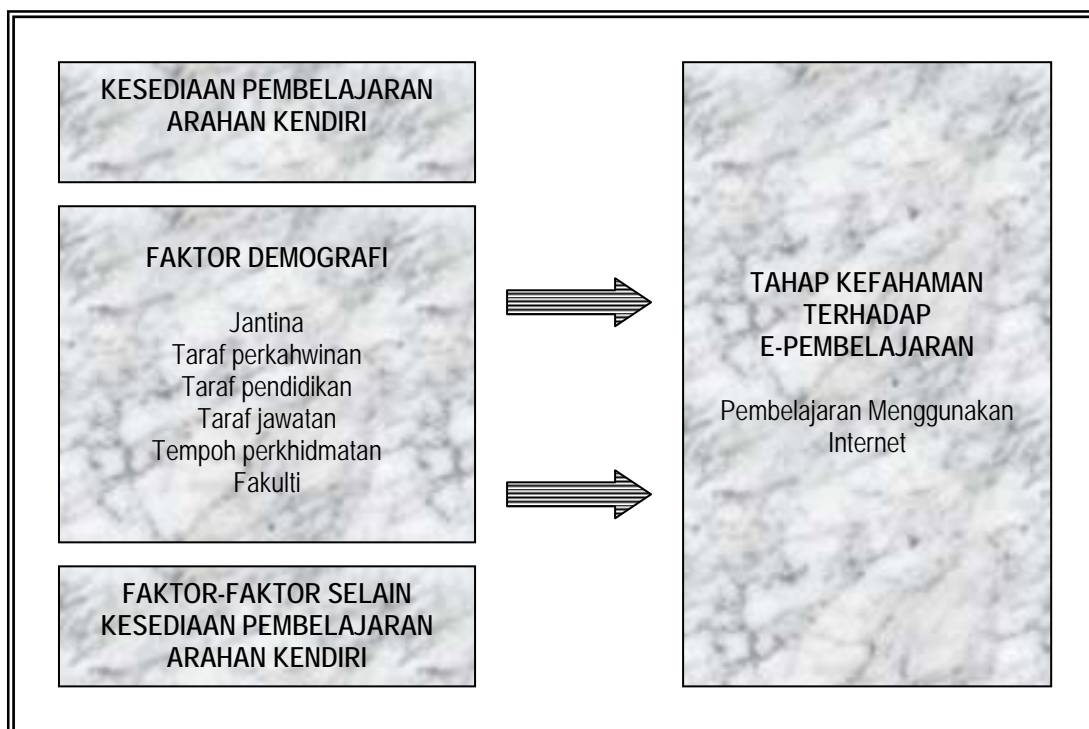 KESEDIAAN PEMBELAJARAN
ARAHAN KENDIRI
FAKTOR DEMOGRAFI
Jantina
Taraf perkahwinan
Taraf pendidikan
Taraf jawatan
Tempoh perkhidmatan
Fakulti
FAKTOR-FAKTOR SELAIN
KESEDIAAN PEMBELAJARAN
ARAHAN KENDIRI
TAHAP KEFAHAMAN
TERHADAP
E-PEMBELAJARAN
Pembelajaran Menggunakan
Internet